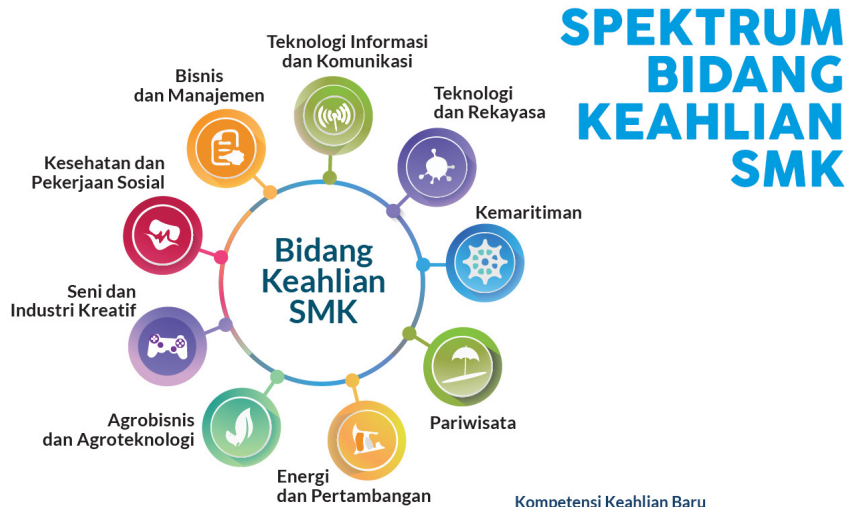 SPEKTRUM
BIDANG
KEAHLIAN
SMK
Teknologi Informasi
dan Komunikasi
Teknologi
dan Rekayasa
Kemaritiman
Pariwisata
Energi
dan Pertambangan
Agrobisnis
dan Agroteknologi
Seni dan
Industri Kreatif
Kesehatan dan
Pekerjaan Sosial
Bisnis
dan Manajemen
Bidang
Keahlian
SMK
Kompetensi Keahlian Baru